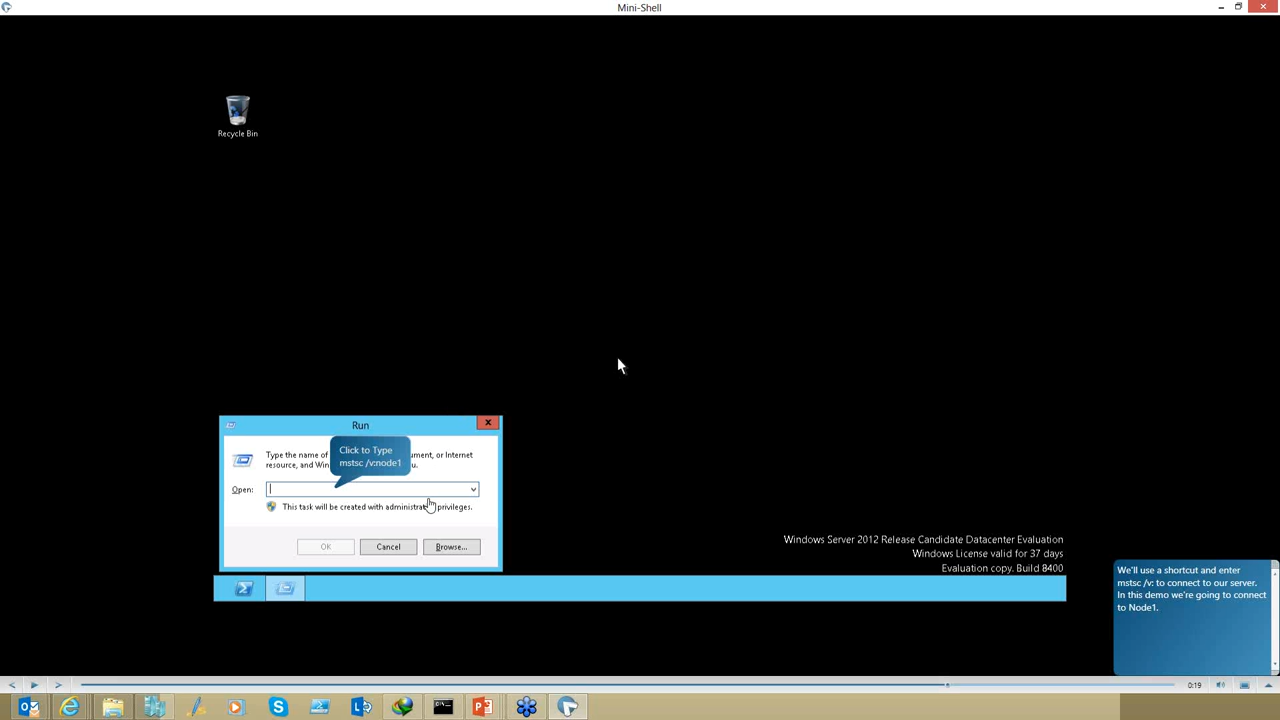 Mini-Shell
Recycle Bin
Run
Click to Type
mstsc /v:node1
Type the name of
ument, or Internet
resource, and Win
u.
Open:
This task will be created with administrat
privileges.
OK
Cancel
Browse...
Windows Server 2012 Release Candidate Datacenter Evaluation
Windows License valid for 37 days
Evaluation copy. Build 8400
We'll use a shortcut and enter
mstsc /v: to connect to our server.
In this demo we're going to connect
to Node1.
0:19